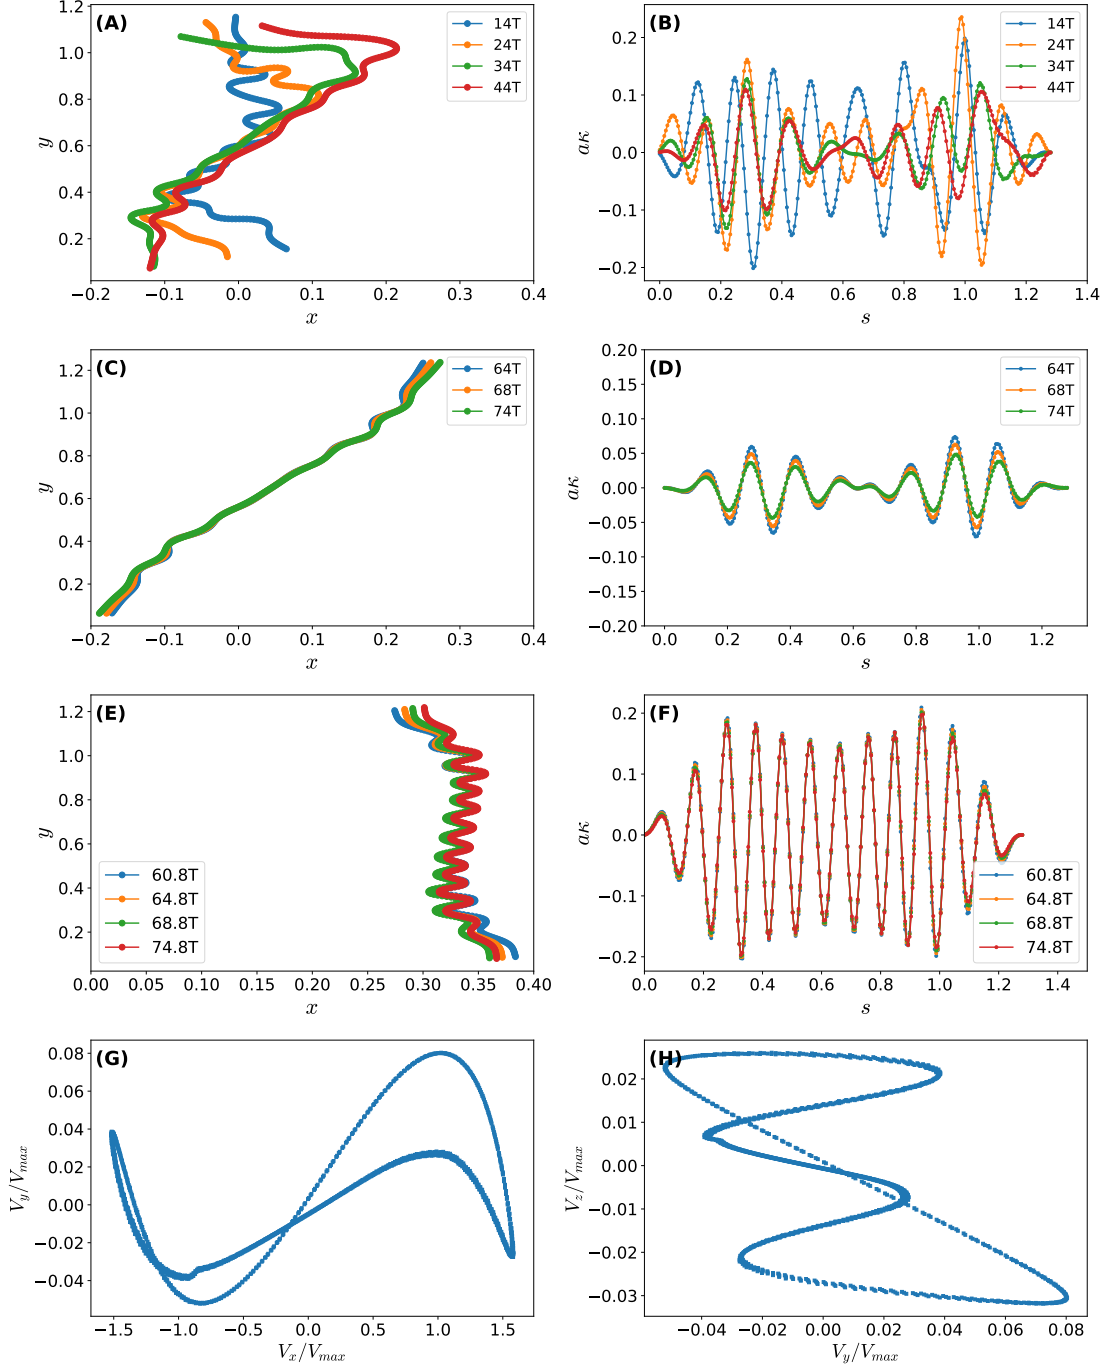 (A)
14T
24T
34T
44T
1.2
1.0
0.8
0.6
0.4
0.2
y
−0.2 −0.1 0.0 0.1 0.2 0.3 0.4
x
(B)
14T
24T
34T
44T
0.2
0.1
0.0
−0.1
−0.2
aκ
0.0 0.2 0.4 0.6 0.8 1.0 1.2 1.4
s
(C)
64T
68T
74T
1.2
1.0
0.8
0.6
0.4
0.2
y
−0.2 −0.1 0.0 0.1 0.2 0.3 0.4
x
(D)
64T
68T
74T
0.20
0.15
0.10
0.05
0.00
−0.05
−0.10
−0.15
−0.20
aκ
0.0 0.2 0.4 0.6 0.8 1.0 1.2
s
(E)
1.2
1.0
0.8
0.6
0.4
0.2
y
60.8T
64.8T
68.8T
74.8T
0.00 0.05 0.10 0.15 0.20 0.25 0.30 0.35 0.40
x
(F)
0.2
0.1
0.0
−0.1
−0.2
aκ
60.8T
64.8T
68.8T
74.8T
0.0 0.2 0.4 0.6 0.8 1.0 1.2 1.4
s
(G)
0.08
0.06
0.04
0.02
0.00
−0.02
−0.04
V_y/V_max
−1.5 −1.0 −0.5 0.0 0.5 1.0 1.5
V_x/V_max
(H)
0.02
0.01
0.00
−0.01
−0.02
−0.03
V_z/V_max
−0.04 −0.02 0.00 0.02 0.04 0.06 0.08
V_y/V_max